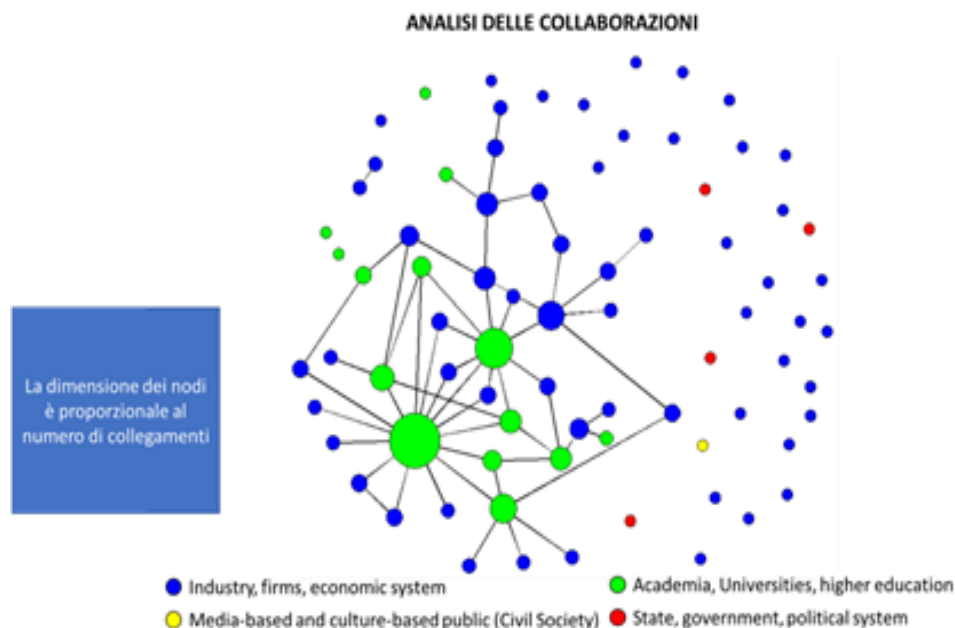 ANALISI DELLE COLLABORAZIONI
La dimensione dei nodi
è proporzionale al
numero di collegamenti
Industry, firms, economic system
Academia, Universities, higher education
Media-based and culture-based public (Civil Society)
State, government, political system